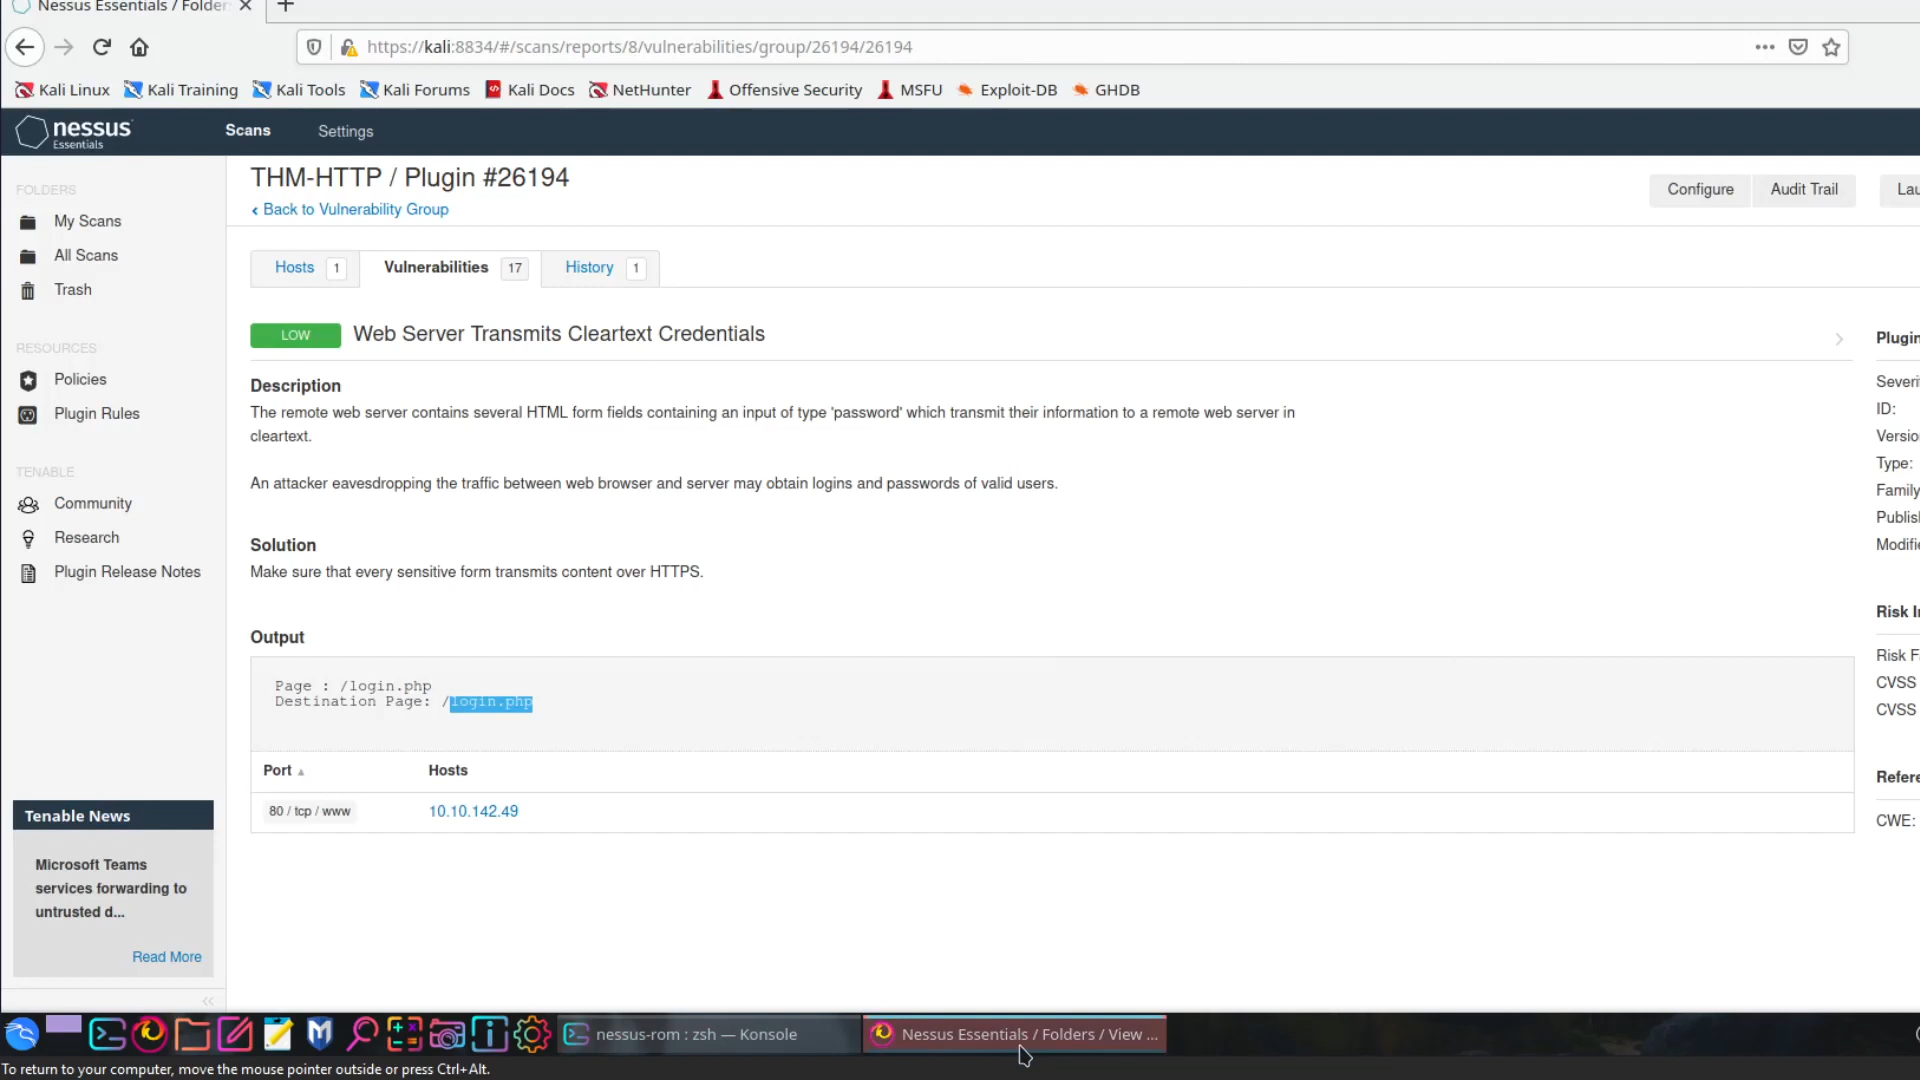 Nessus Essentials / Folder
https://kali:8834/#/scans/reports/8/vulnerabilities/group/26194/26194
Kali Linux Kali Training Kali Tools Kali Forums Kali Docs NetHunter Offensive Security MSFU Exploit-DB GHDB
nessus
Essentials
Scans Settings
THM-HTTP / Plugin #26194
Configure Audit Trail Lau
‹ Back to Vulnerability Group
FOLDERS
My Scans
All Scans
Trash
RESOURCES
Policies
Plugin Rules
TENABLE
Community
Research
Plugin Release Notes
Hosts 1 Vulnerabilities 17 History 1
LOW Web Server Transmits Cleartext Credentials
Description
The remote web server contains several HTML form fields containing an input of type 'password' which transmit their information to a remote web server in
cleartext.
An attacker eavesdropping the traffic between web browser and server may obtain logins and passwords of valid users.
Solution
Make sure that every sensitive form transmits content over HTTPS.
Output
Page : /login.php
Destination Page: /login.php
Port Hosts
80 / tcp / www 10.10.142.49
Plugin
Severi
ID:
Versio
Type:
Family
Publis
Modifie
Risk I
Risk F
CVSS
CVSS
Refere
CWE:
Tenable News
Microsoft Teams
services forwarding to
untrusted d...
Read More
nessus-rom : zsh — Konsole Nessus Essentials / Folders / View ...
To return to your computer, move the mouse pointer outside or press Ctrl+Alt.